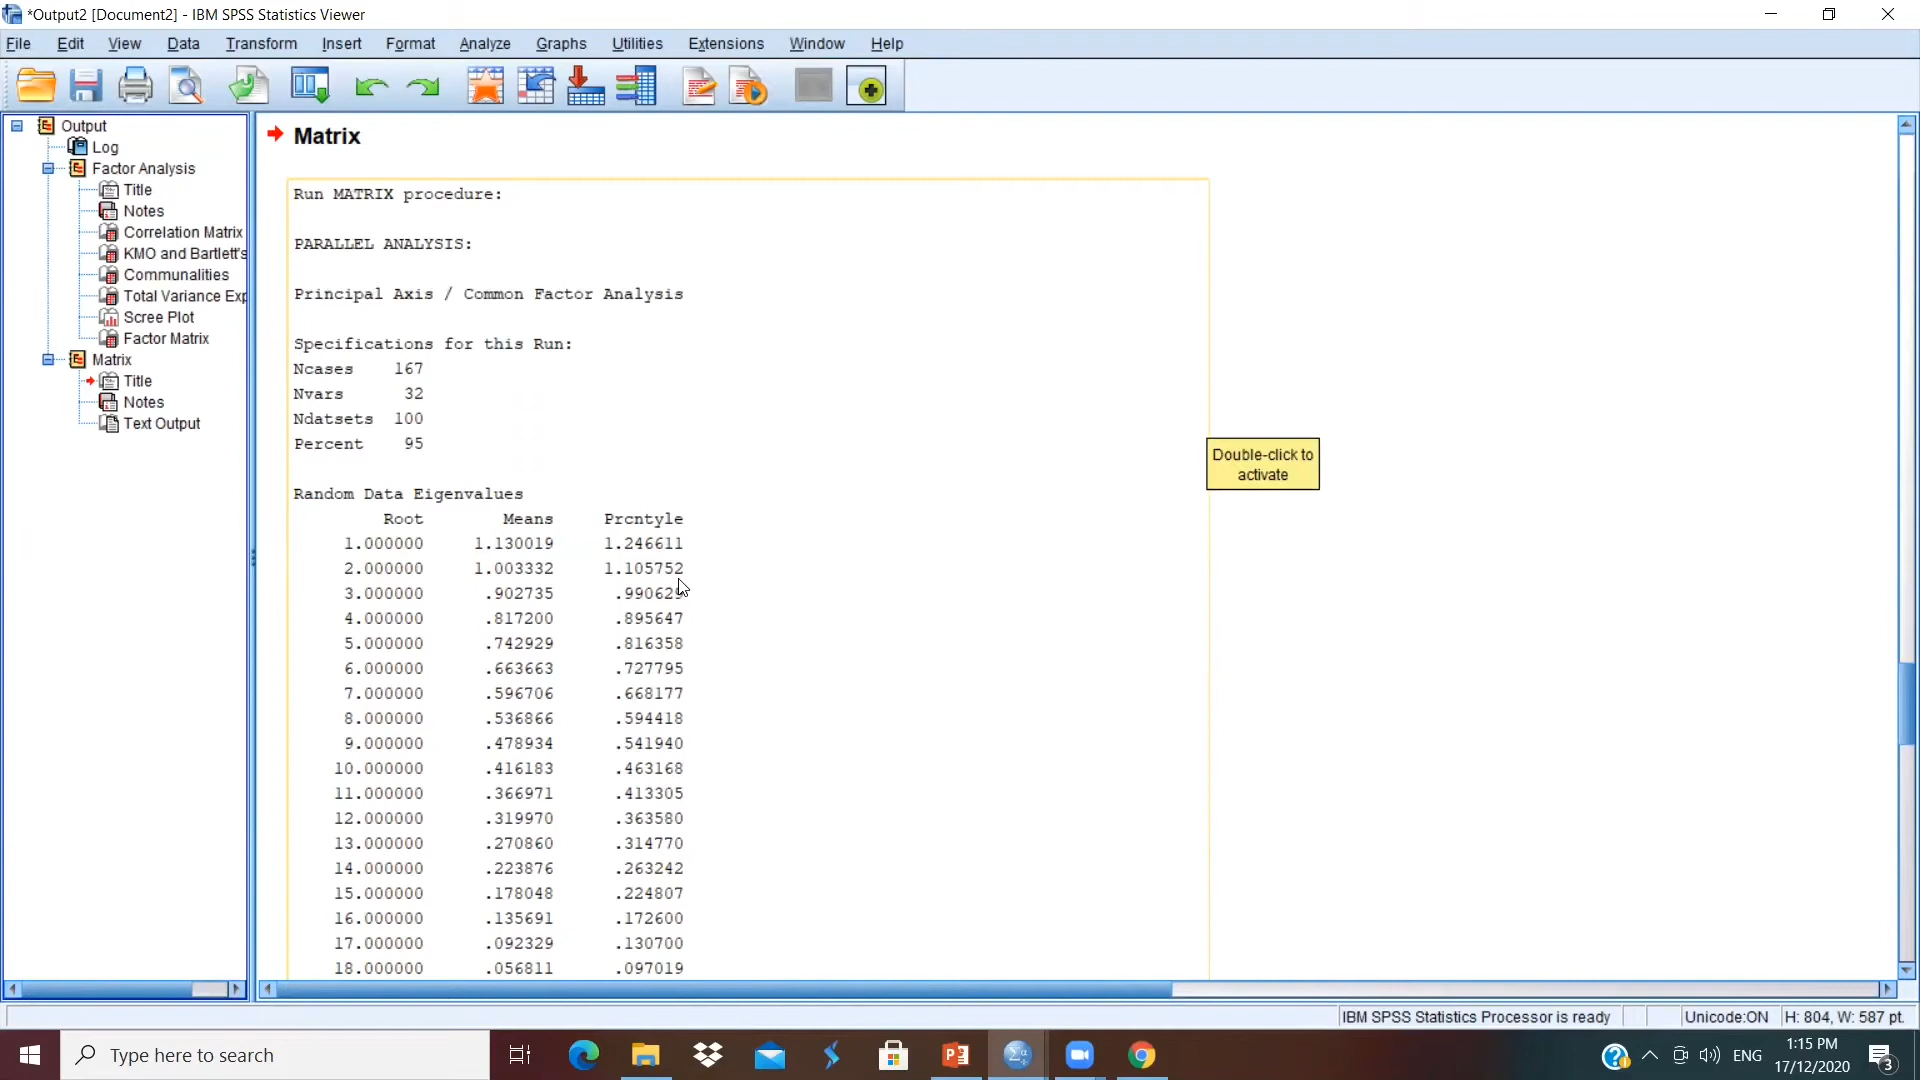 *Output2 [Document2] - IBM SPSS Statistics Viewer
File Edit View Data Transform Insert Format Analyze Graphs Utilities Extensions Window Help
Output
Log
Factor Analysis
Title
Notes
Correlation Matrix
KMO and Bartlett's
Communalities
Total Variance Exp
Scree Plot
Factor Matrix
Matrix
Title
Notes
Text Output
Matrix
Run MATRIX procedure:
PARALLEL ANALYSIS:
Principal Axis / Common Factor Analysis
Specifications for this Run:
Ncases 167
Nvars 32
Ndatsets 100
Percent 95
Random Data Eigenvalues
Root Means Prcntyle
1.000000 1.130019 1.246611
2.000000 1.003332 1.105752
3.000000 .902735
4.000000 .817200 .895647
5.000000 .742929 .816358
6.000000 .663663 .727795
7.000000 .596706 .668177
8.000000 .536866 .594418
9.000000 .478934 .541940
10.000000 .416183 .463168
11.000000 .366971 .413305
12.000000 .319970 .363580
13.000000 .270860 .314770
14.000000 .223876 .263242
15.000000 .178048 .224807
16.000000 .135691 .172600
17.000000 .092329 .130700
18.000000 .056811 .097019
Double-click to
activate
IBM SPSS Statistics Processor is ready Unicode:ON H: 804, W: 587 pt.
Type here to search
ENG
1:15 PM
17/12/2020
3